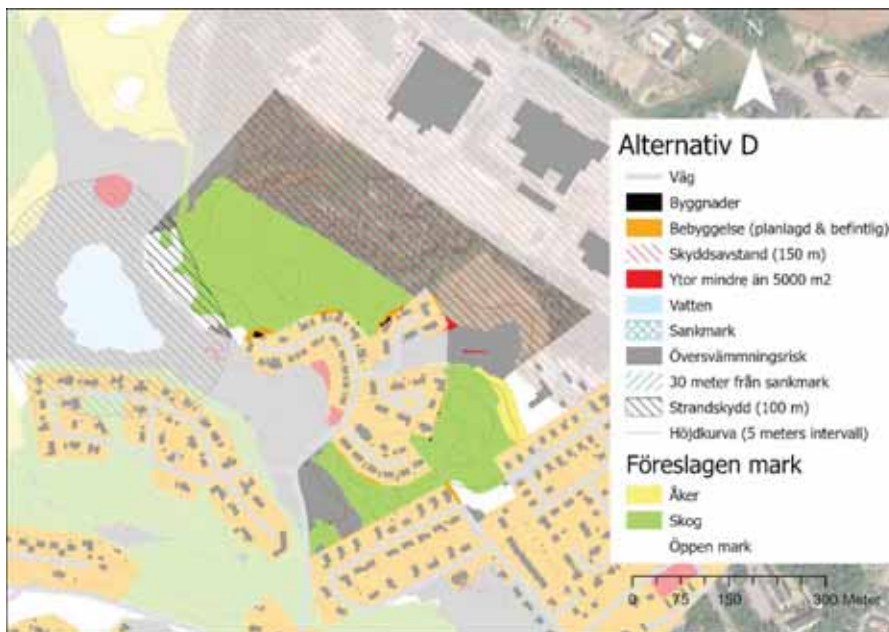 N
Alternativ D
Väg
Byggnader
Bebyggelse (planlagd & befintlig)
Skyddsavstand (150 m)
Ytor mindre än 5000 m2
Vatten
Sankmark
Översvämmningsrisk
30 meter från sankmark
Strandskydd (100 m)
Höjdkurva (5 meters intervall)
Föreslagen mark
Åker
Skog
Öppen mark
0 75 150 300 Meter